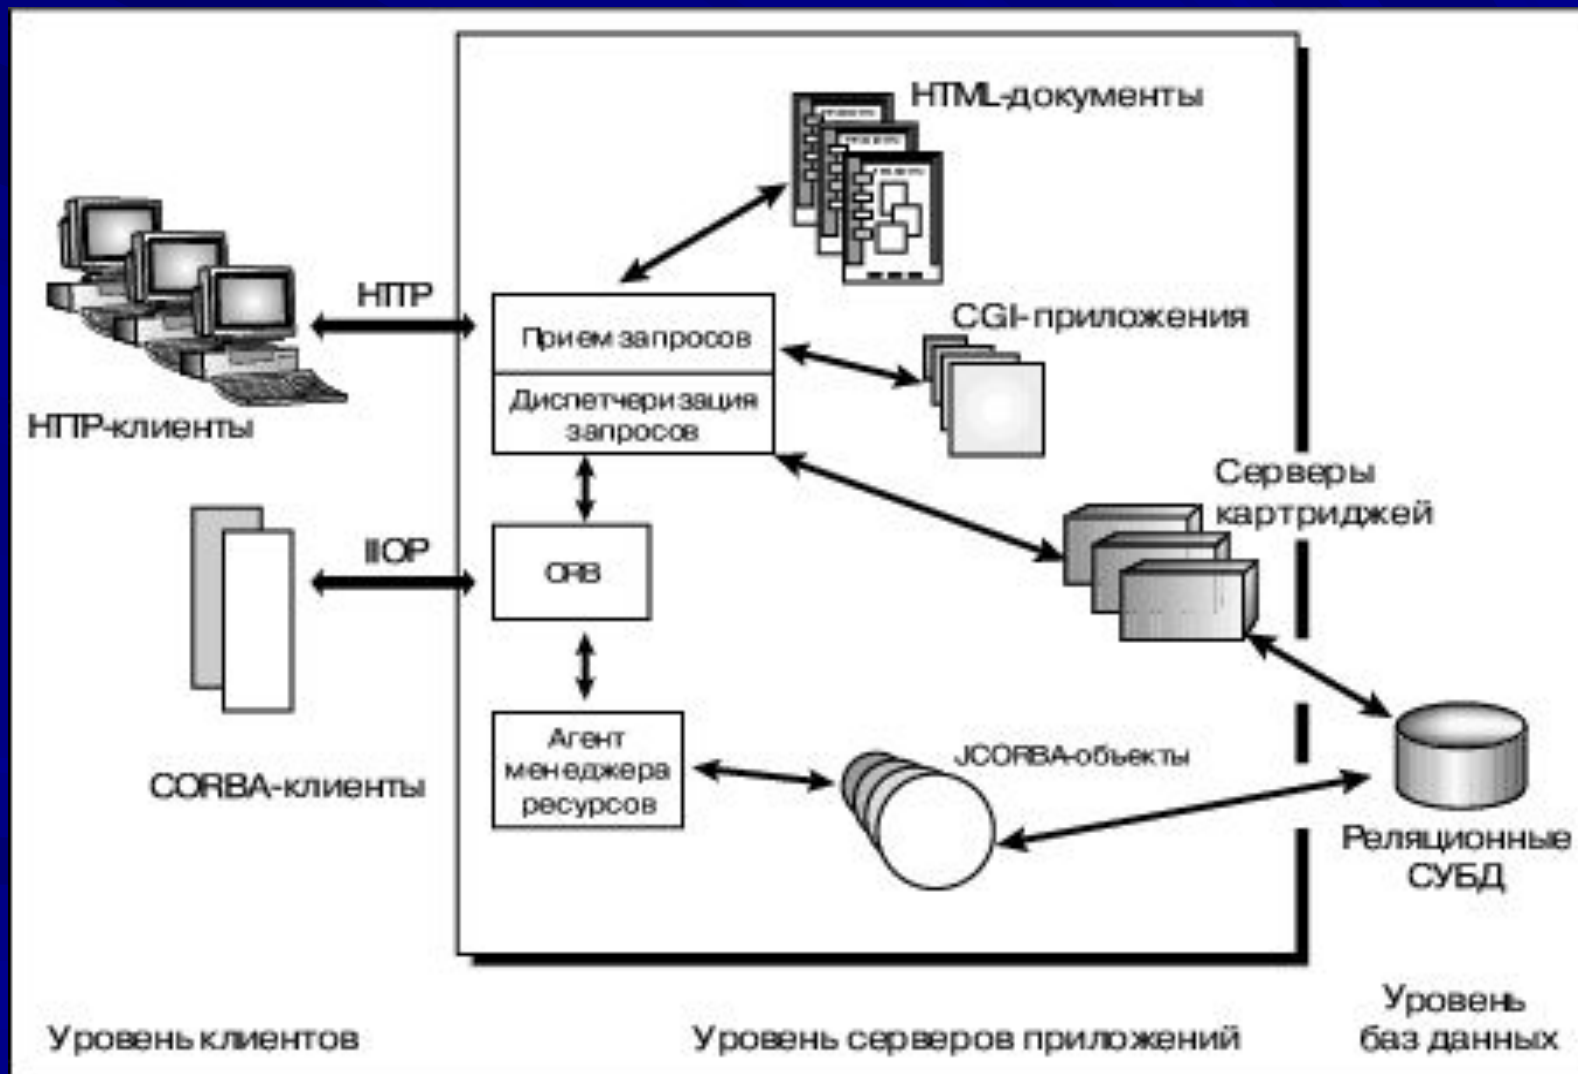 HTML-документы
HTTP
CGI-приложения
Прием запросов
Диспетчеризация
запросов
HTTP-клиенты
Серверы
картриджей
IIOP
ORB
Агент
менеджера
ресурсов
JCORBA-объекты
CORBA-клиенты
Реляционные
СУБД
Уровень клиентов
Уровень серверов приложений
Уровень
баз данных